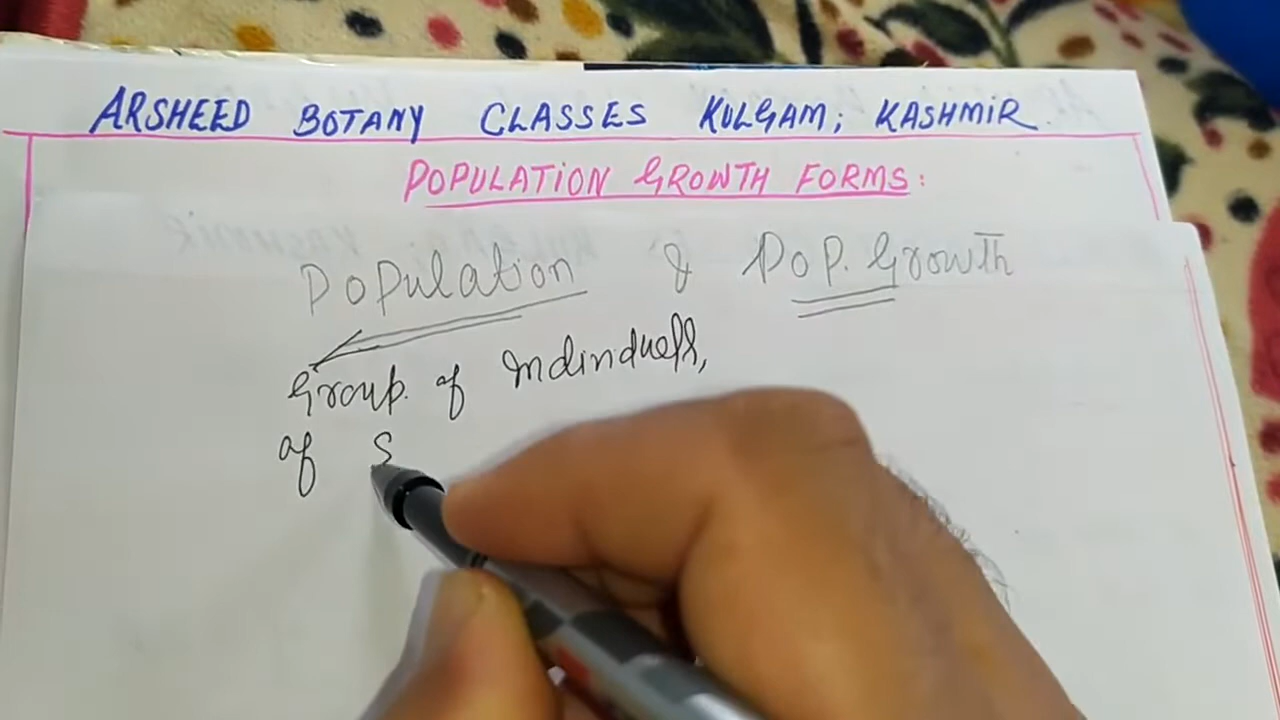 ARSHEED BOTANY CLASSES KULGAM; KASHMIR.
POPULATION GROWTH FORMS:
Population & Pop. Growth
Group. of Individuals,
of S